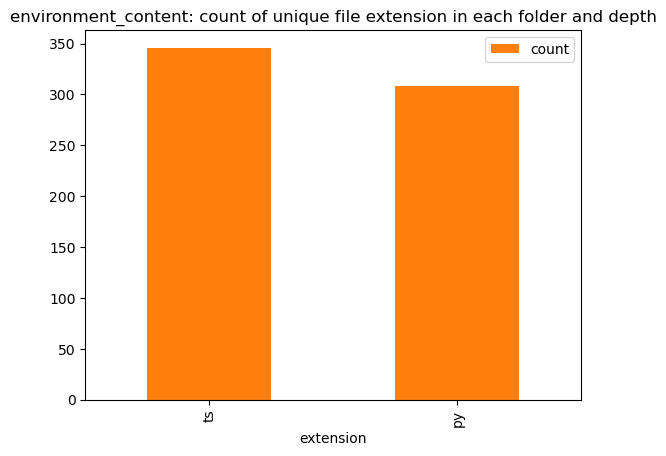 environment_content: count of unique file extension in each folder and depth
count
350
300
250
200
150
100
50
0
ts
py
extension